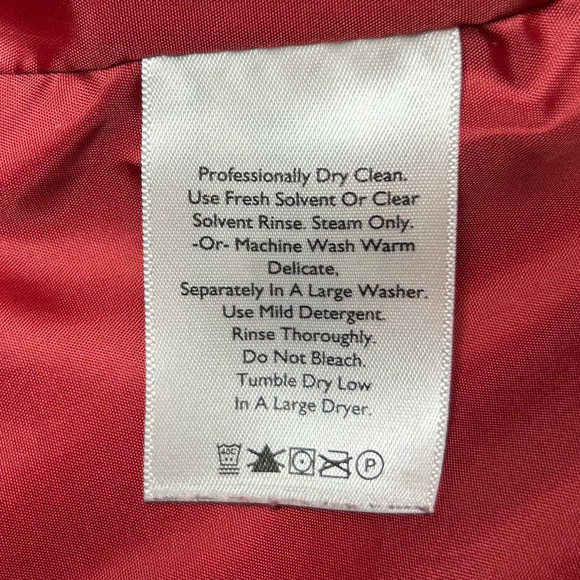 Professionally Dry Clean.
Use Fresh Solvent Or Clear
Solvent Rinse. Steam Only.
-Or- Machine Wash Warm
Delicate,
Separately In A Large Washer.
Use Mild Detergent.
Rinse Thoroughly.
Do Not Bleach.
Tumble Dry Low
In A Large Dryer.
40C P